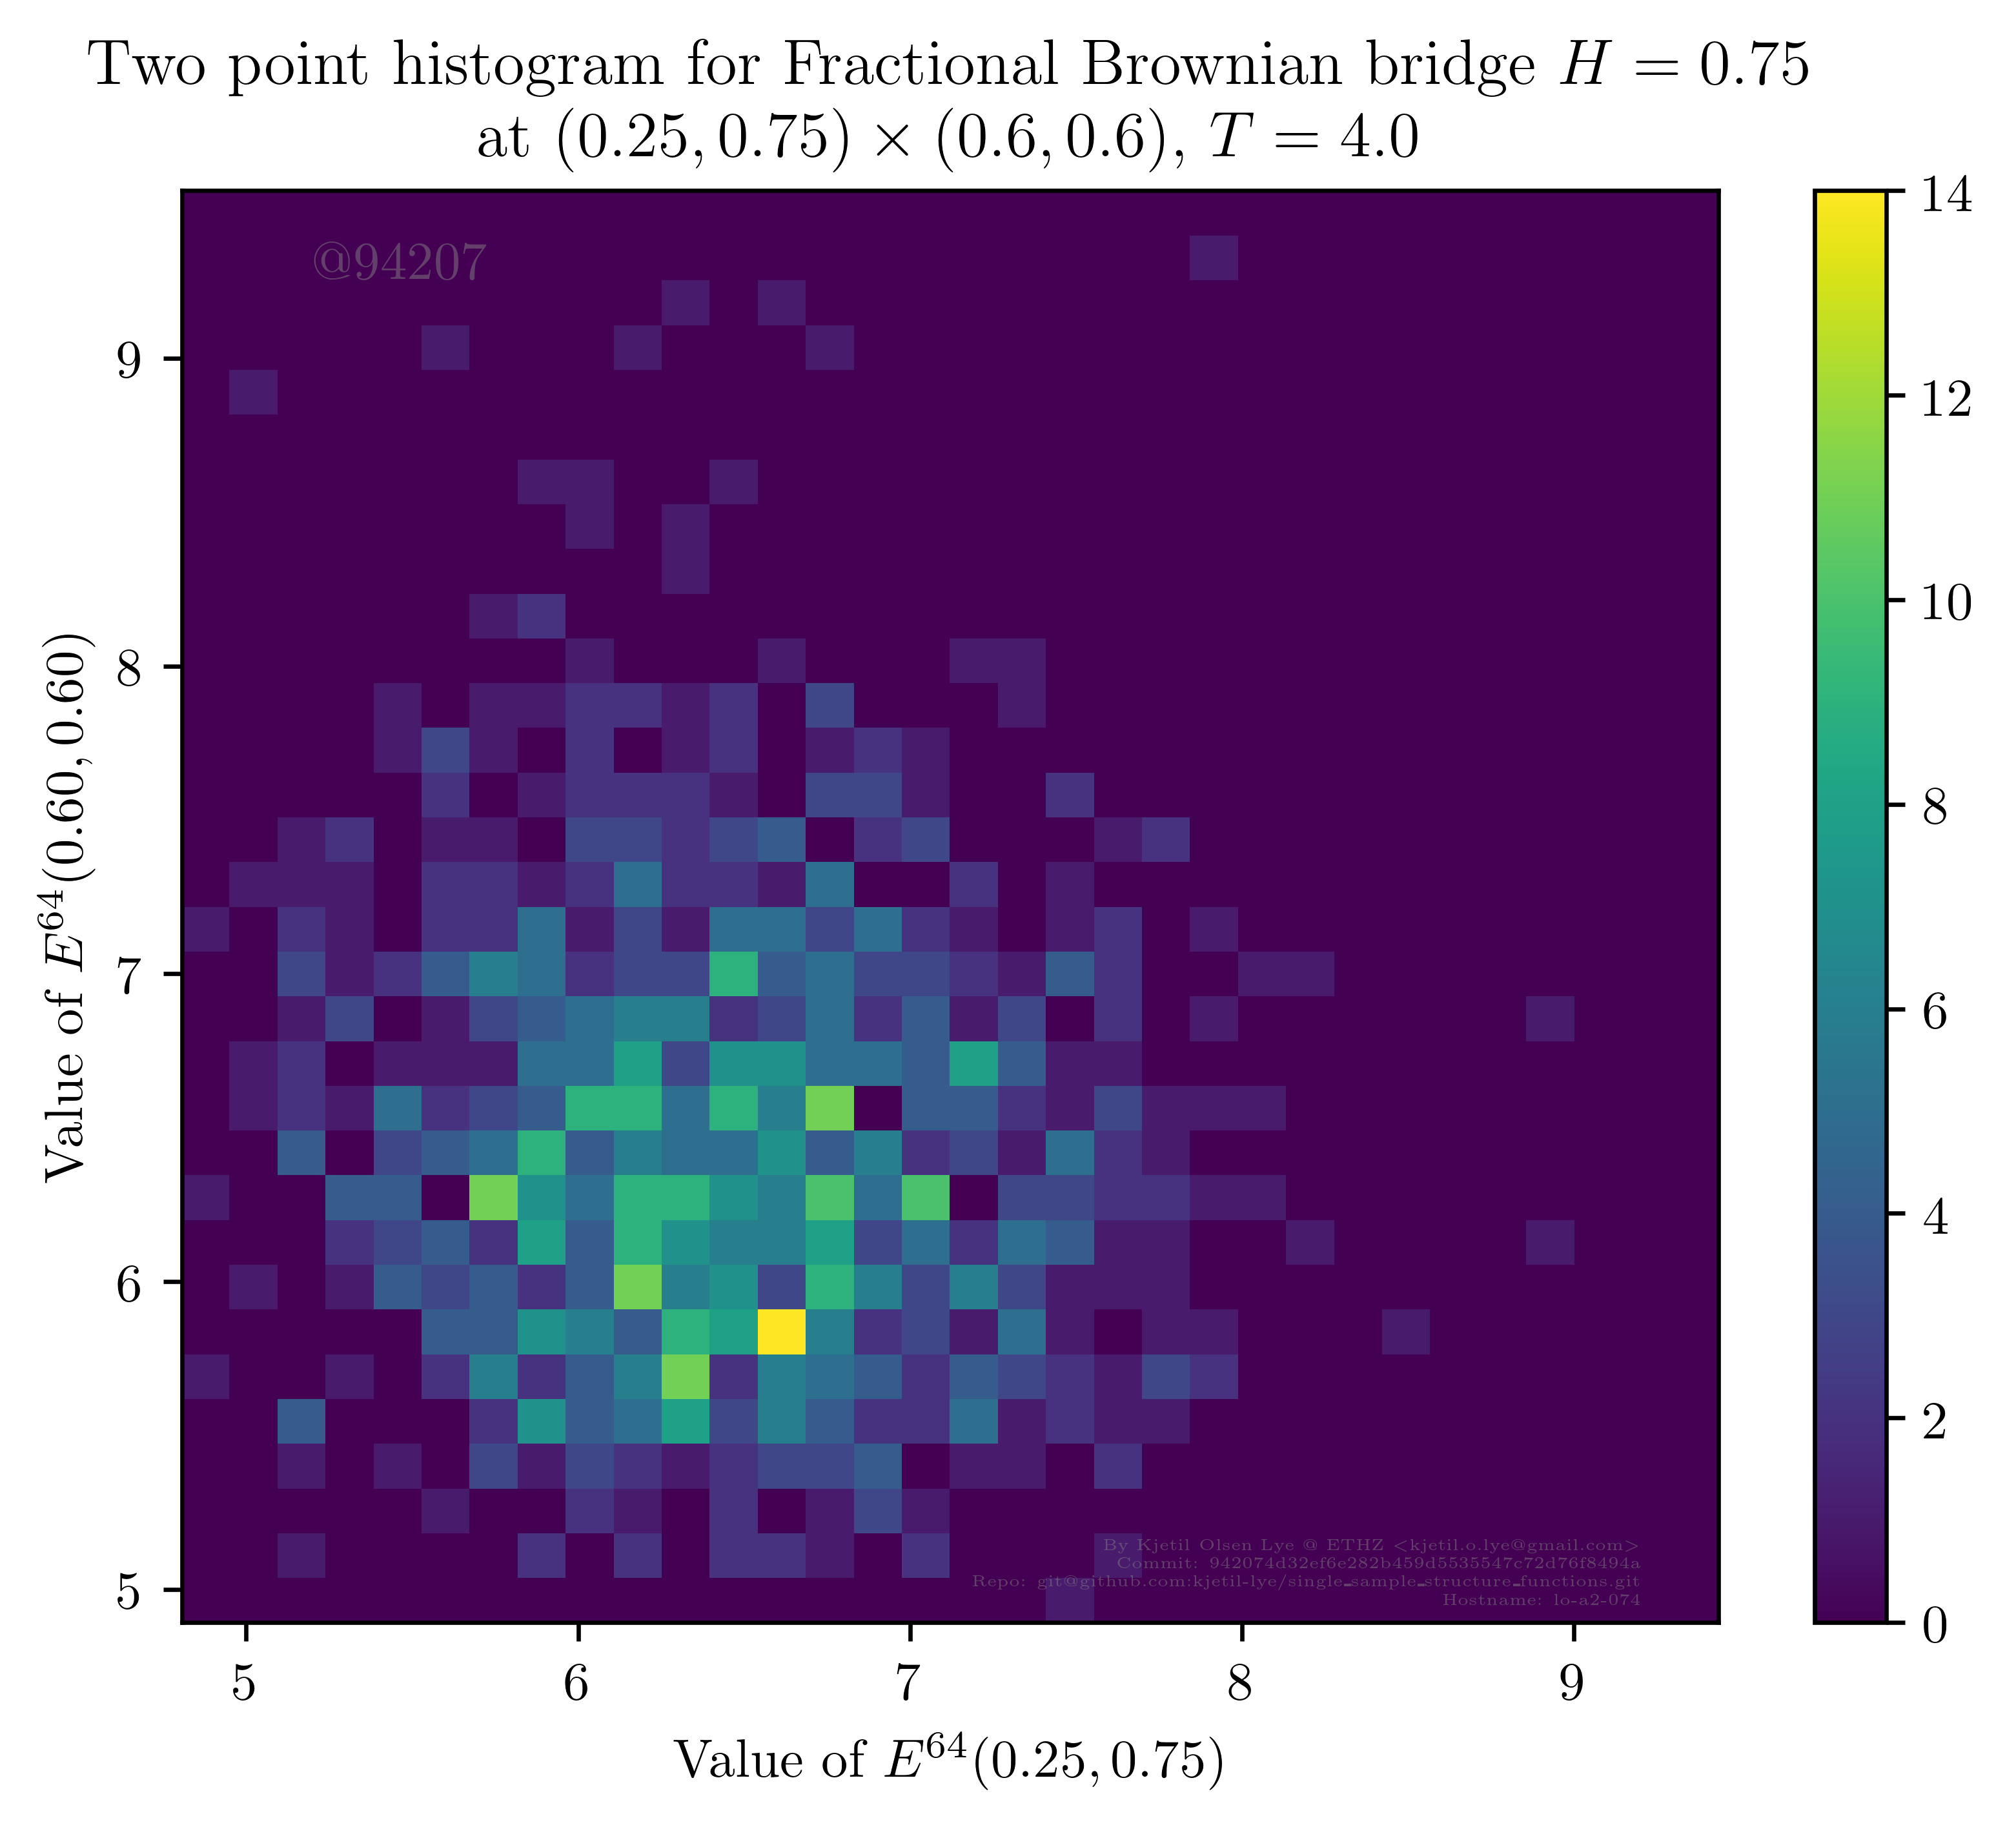 Two point histogram for Fractional Brownian bridge H = 0.75
at (0.25, 0.75) × (0.6, 0.6), T = 4.0
@94207
14
12
10
8
6
4
2
0
9
8
7
6
5
Value of E^64(0.60, 0.60)
By Kjetil Olsen Lye @ ETHZ <kjetil.o.lye@gmail.com>
Commit: 942074d32ef6e282b459d5535547c72d76f8494a
Repo: git@github.com:kjetil-lye/single_sample_structure_functions.git
Hostname: lo-a2-074
5 6 7 8 9
Value of E^64(0.25, 0.75)